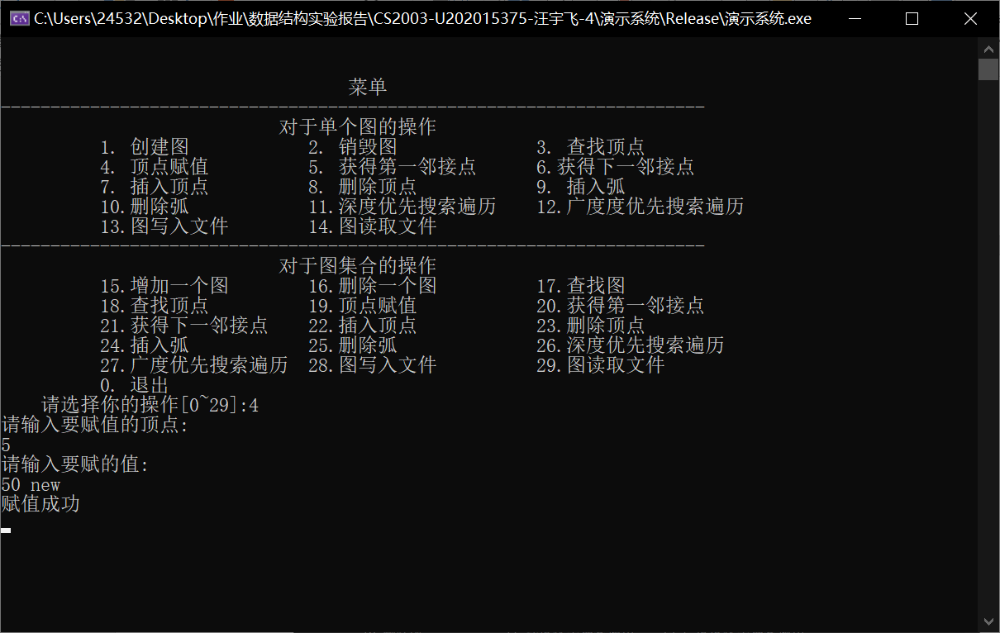 C:\Users\24532\Desktop\作业\数据结构实验报告\CS2003-U202015375-汪宇飞-4\演示系统\Release\演示系统.exe
菜单
-----------------------------------------------------------------------
对于单个图的操作
1. 创建图 2. 销毁图 3. 查找顶点
4. 顶点赋值 5. 获得第一邻接点 6.获得下一邻接点
7. 插入顶点 8. 删除顶点 9. 插入弧
10.删除弧 11.深度优先搜索遍历 12.广度度优先搜索遍历
13.图写入文件 14.图读取文件
-----------------------------------------------------------------------
对于图集合的操作
15.增加一个图 16.删除一个图 17.查找图
18.查找顶点 19.顶点赋值 20.获得第一邻接点
21.获得下一邻接点 22.插入顶点 23.删除顶点
24.插入弧 25.删除弧 26.深度优先搜索遍历
27.广度优先搜索遍历 28.图写入文件 29.图读取文件
0. 退出
请选择你的操作[0~29]:4
请输入要赋值的顶点:
5
请输入要赋的值:
50 new
赋值成功